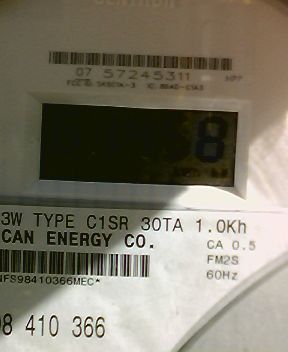 CENTRON
07 57245311
8
3W TYPE C1SR 30TA 1.0Kh
CAN ENERGY CO.
CA 0.5
FM2S
60Hz
NFS98410366MEC*
98 410 366